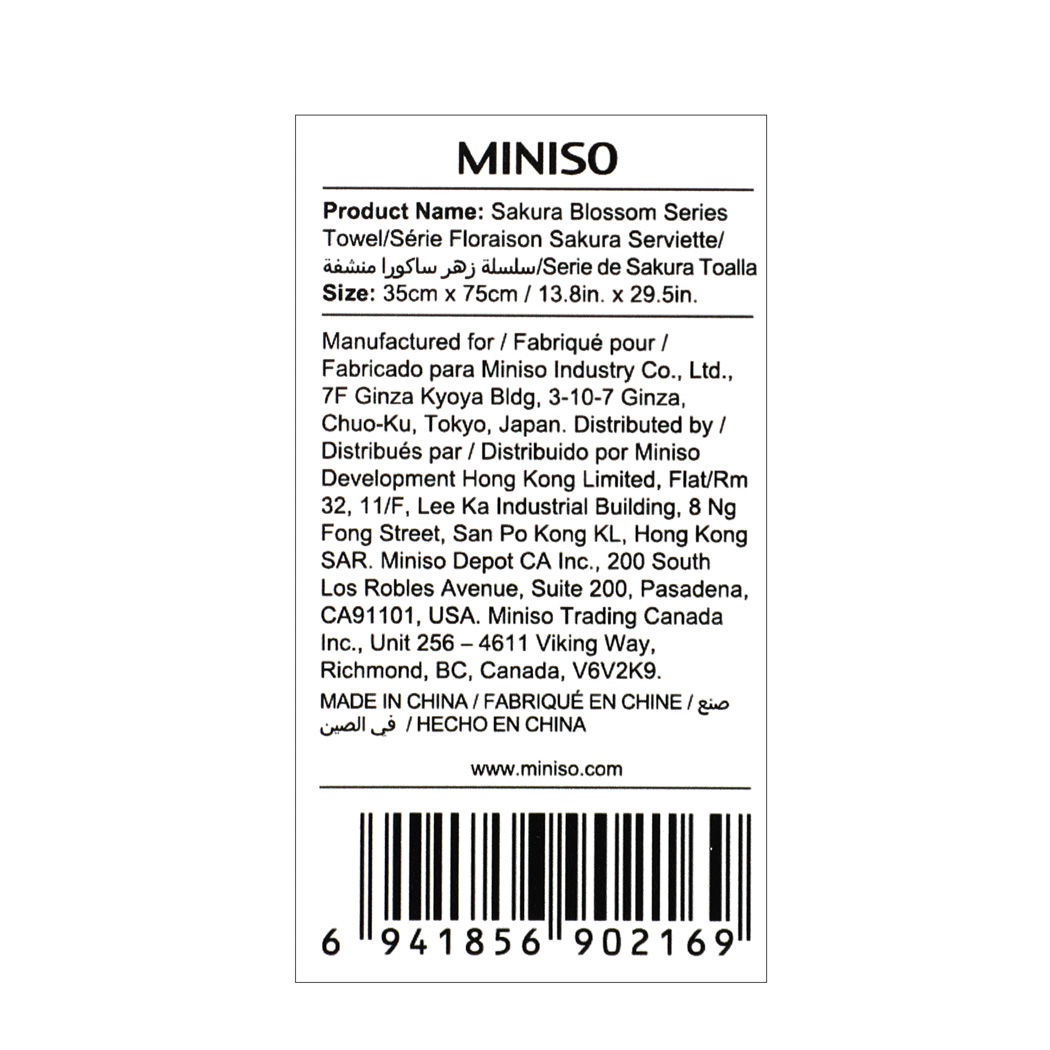 MINISO
Product Name: Sakura Blossom Series
Towel/Série Floraison Sakura Serviette/
سلسلة زهر ساكورا منشفة/Serie de Sakura Toalla
Size: 35cm x 75cm / 13.8in. x 29.5in.
Manufactured for / Fabriqué pour /
Fabricado para Miniso Industry Co., Ltd.,
7F Ginza Kyoya Bldg, 3-10-7 Ginza,
Chuo-Ku, Tokyo, Japan. Distributed by /
Distribués par / Distribuido por Miniso
Development Hong Kong Limited, Flat/Rm
32, 11/F, Lee Ka Industrial Building, 8 Ng
Fong Street, San Po Kong KL, Hong Kong
SAR. Miniso Depot CA Inc., 200 South
Los Robles Avenue, Suite 200, Pasadena,
CA91101, USA. Miniso Trading Canada
Inc., Unit 256 – 4611 Viking Way,
Richmond, BC, Canada, V6V2K9.
MADE IN CHINA / FABRIQUÉ EN CHINE / صنع
في الصين / HECHO EN CHINA
www.miniso.com
6 941856 902169